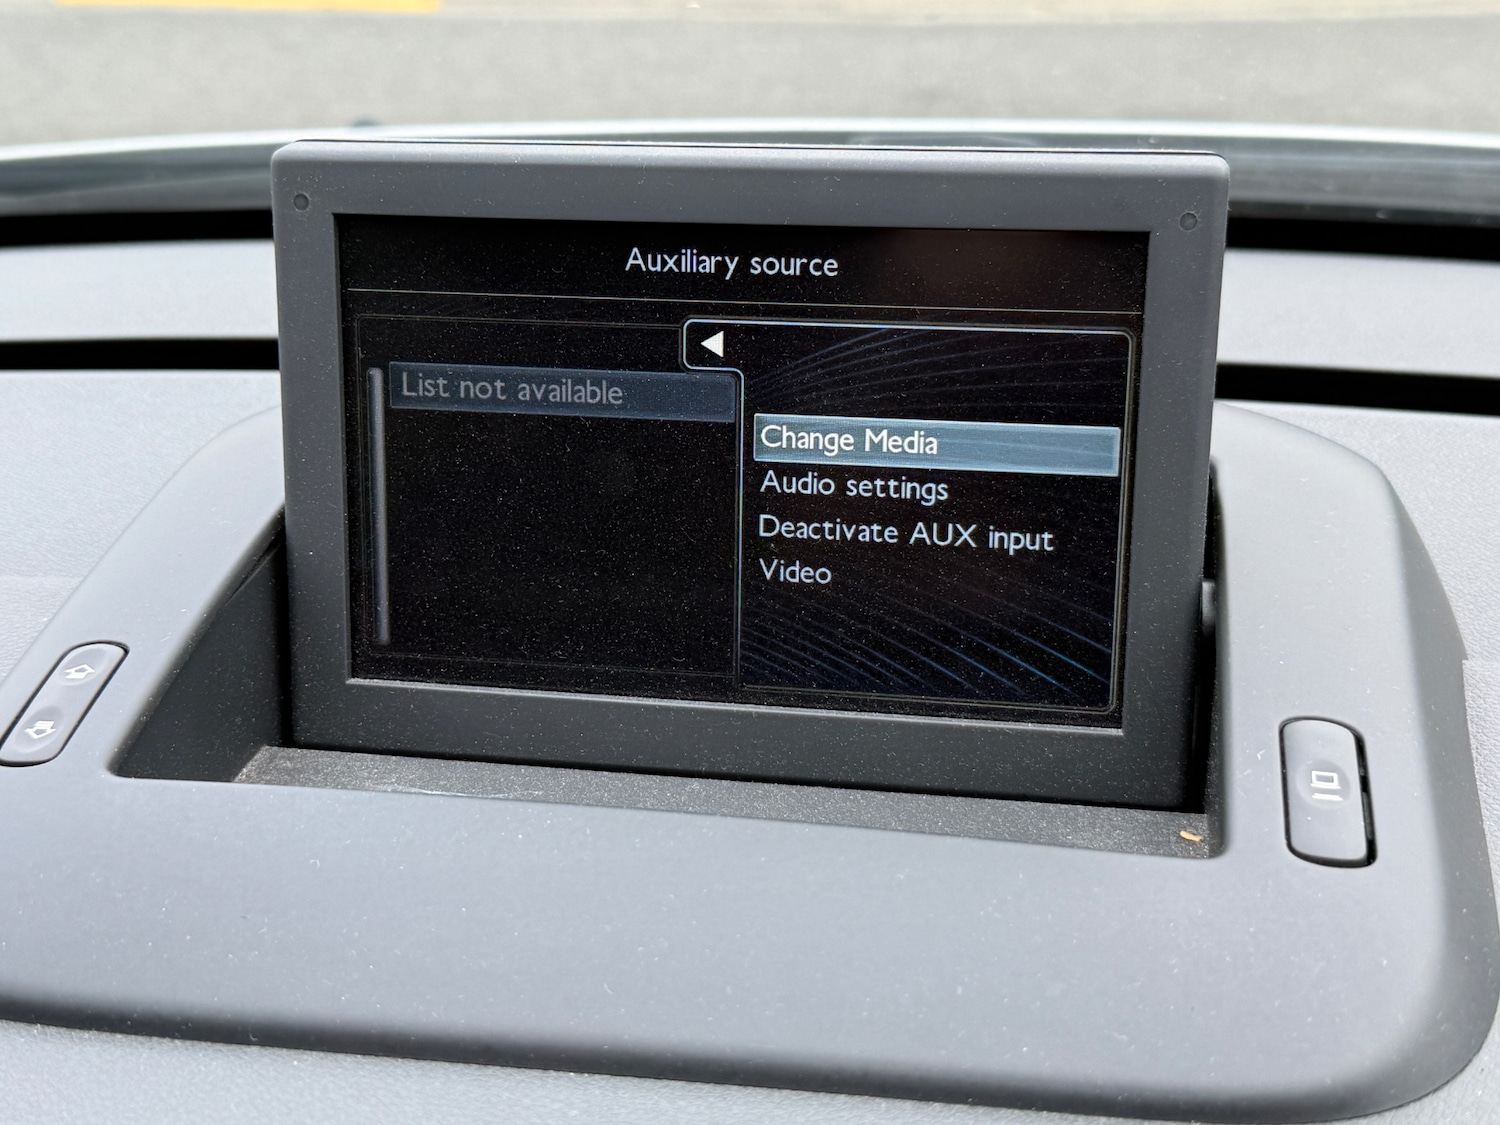 Auxiliary source
List not available
Change Media
Audio settings
Deactivate AUX input
Video